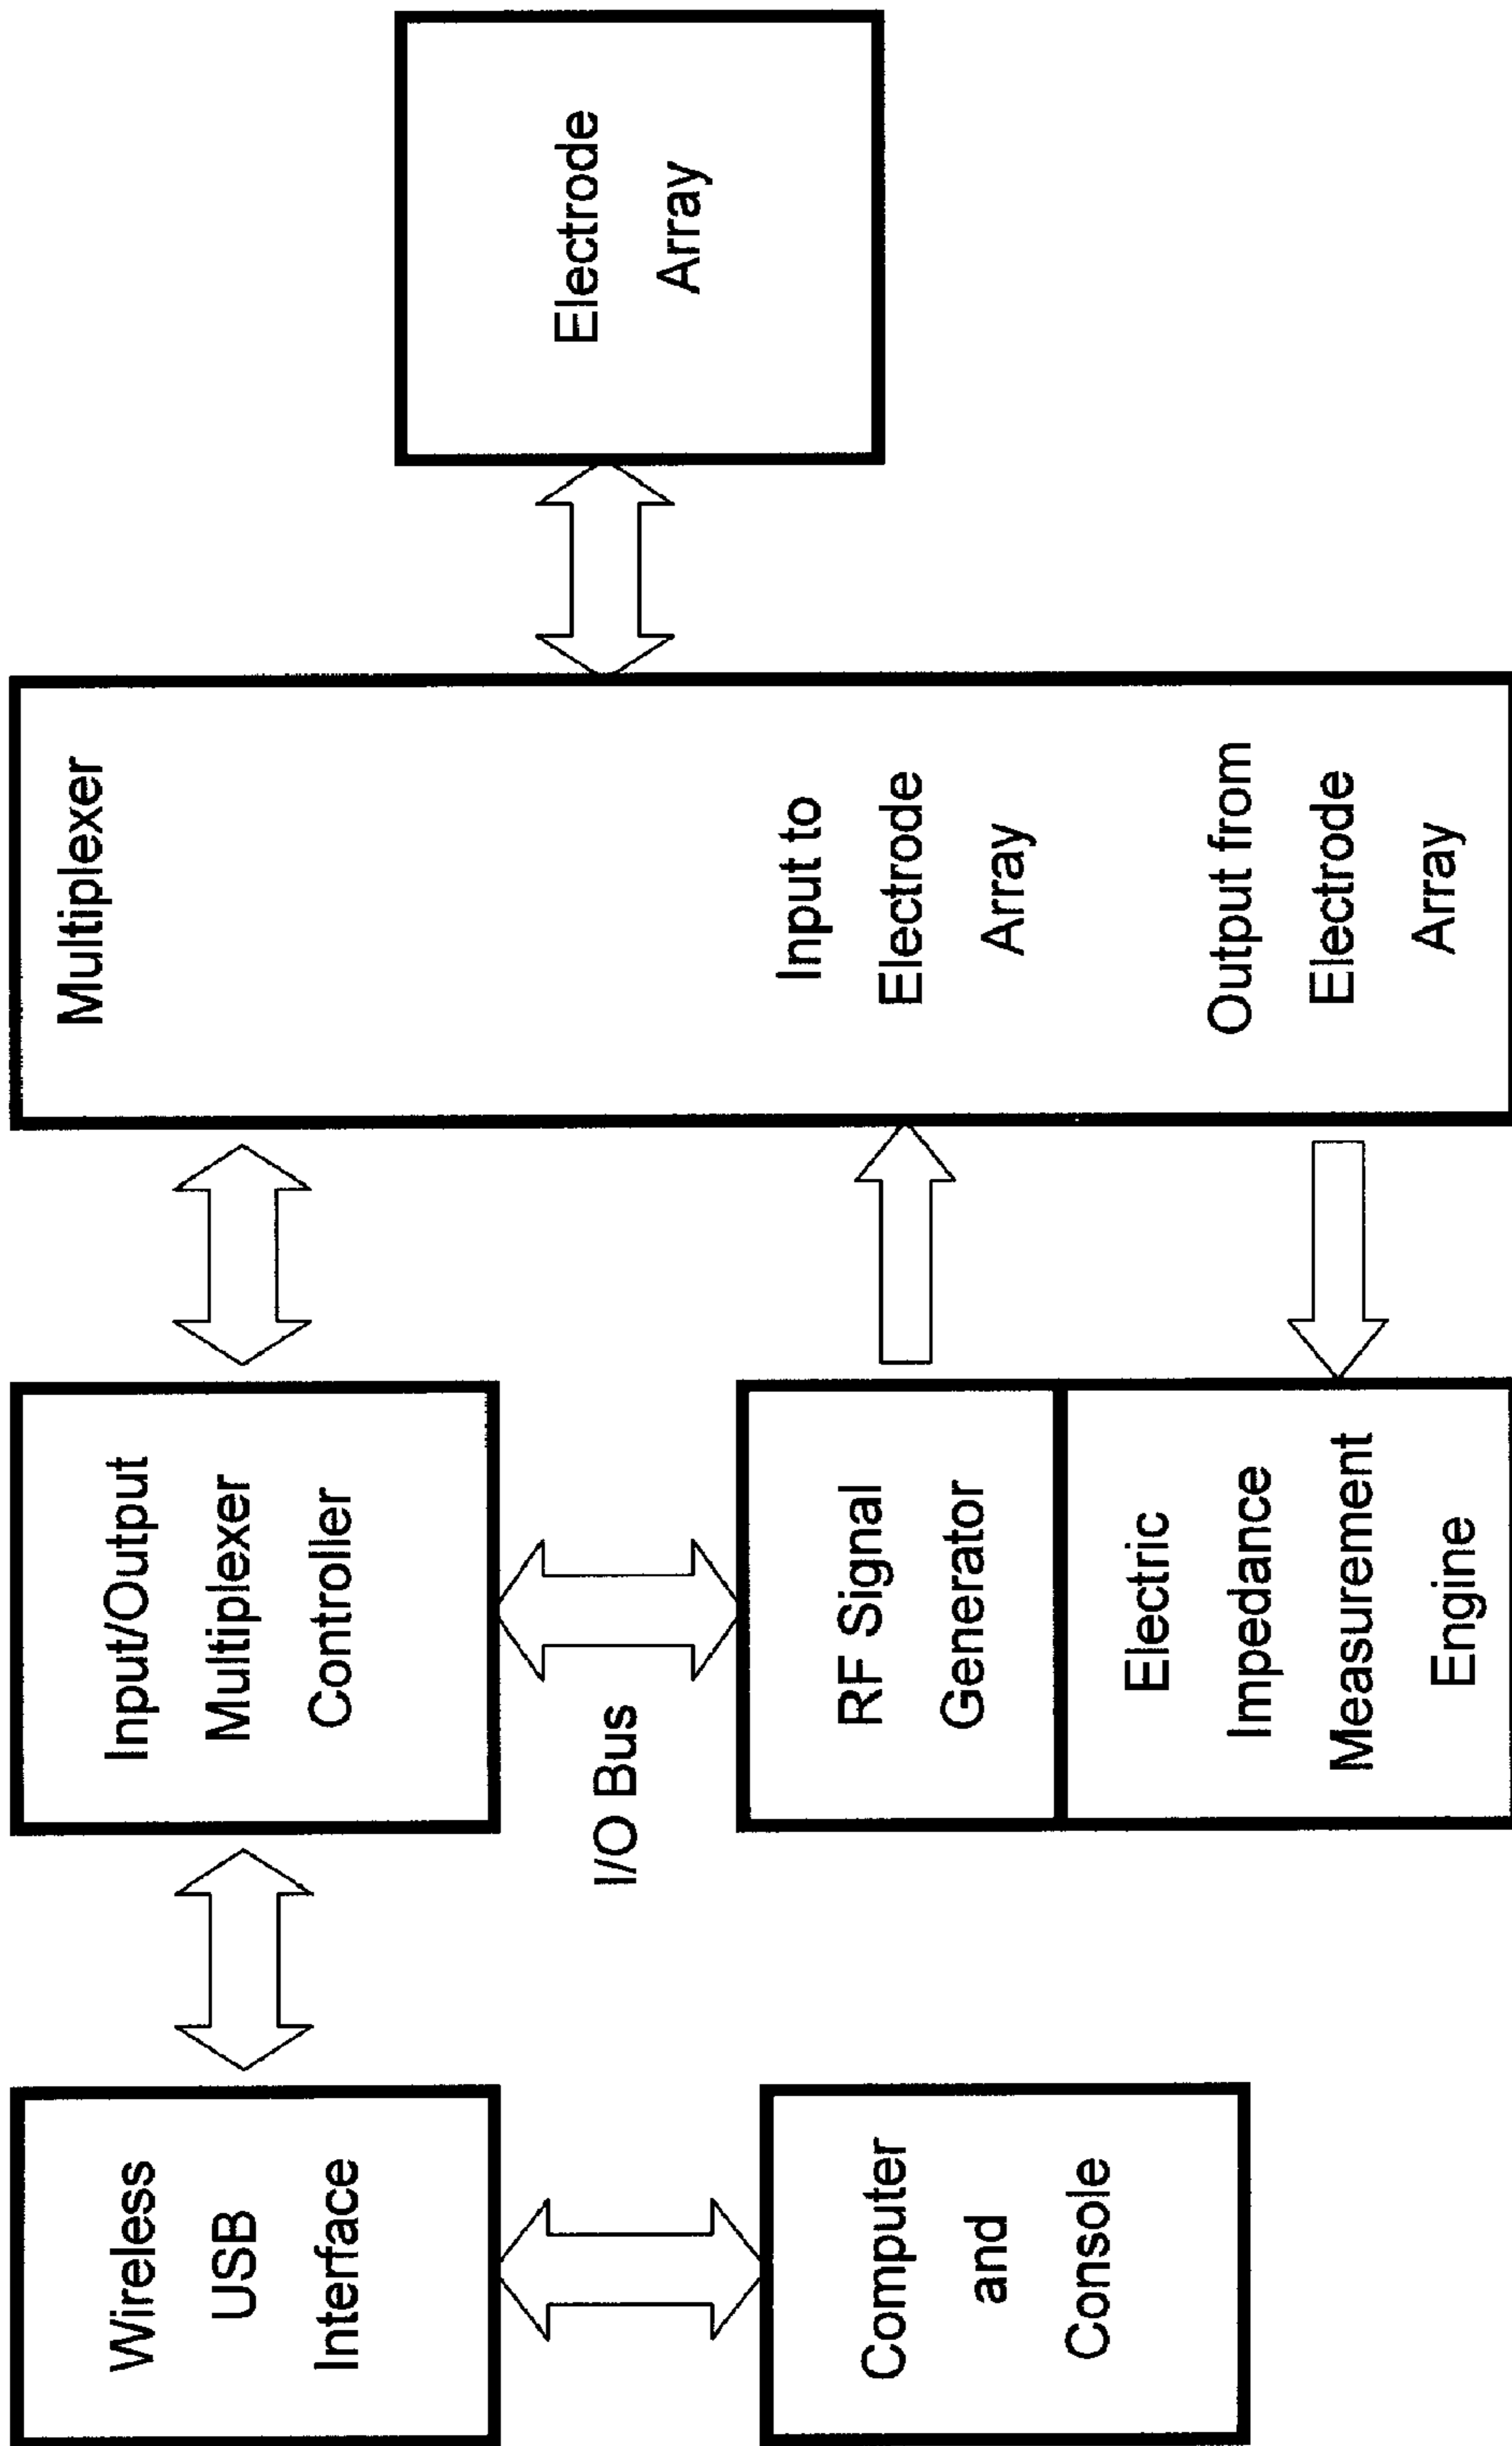 Wireless
USB
Interface
Computer
and
Console
Input/Output
Multiplexer
Controller
I/O Bus
RF Signal
Generator
Electric
Impedance
Measurement
Engine
Multiplexer
Input to
Electrode
Array
Output from
Electrode
Array
Electrode
Array